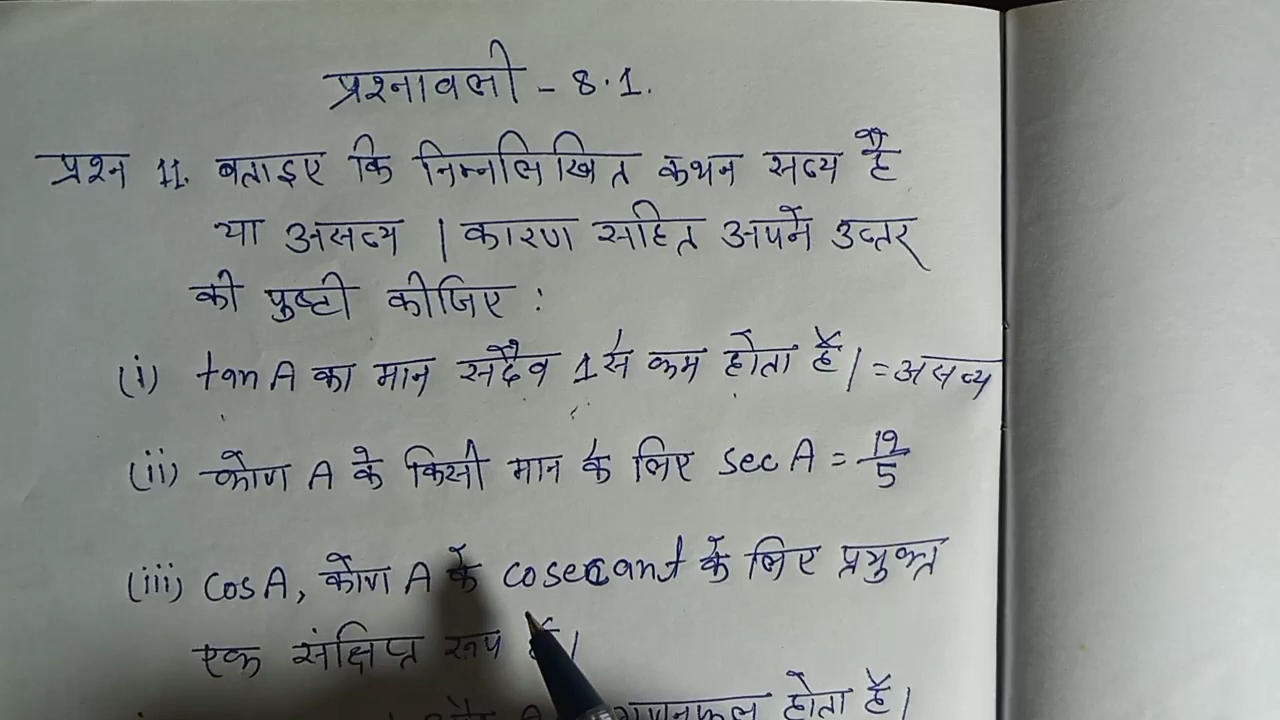 प्रश्नावली - 8.1.
प्रश्न 11. बताइए कि निम्नलिखित कथन सत्य है
या असत्य । कारण सहित अपने उत्तर
की पुष्टी कीजिए :
(i) tan A का मान सदैव 1 से कम होता है। = असत्य
(ii) कोण A के किसी मान के लिए sec A = 12/5
(iii) cos A, कोण A के cosecant के लिए प्रयुक्त
एक संक्षिप्त रूप है।
गुणनफल होता है।